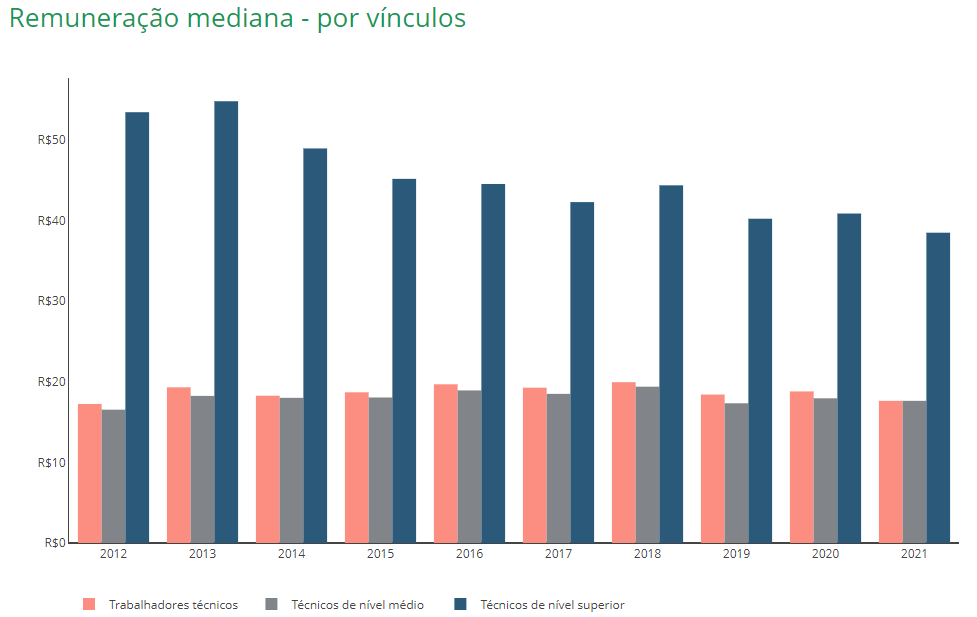 Remuneração mediana - por vínculos
R$50
R$40
R$30
R$20
R$10
R$0
2012 2013 2014 2015 2016 2017 2018 2019 2020 2021
Trabalhadores técnicos Técnicos de nível médio Técnicos de nível superior